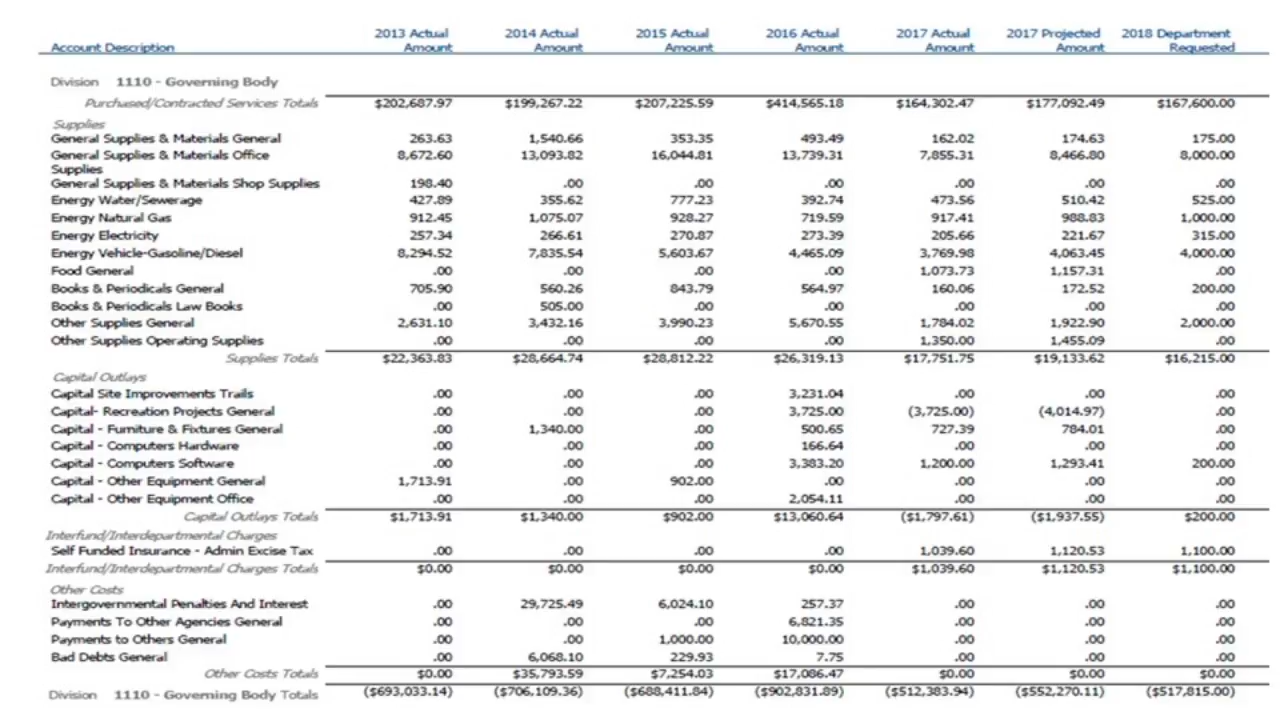 2013 Actual 2014 Actual 2015 Actual 2016 Actual 2017 Actual 2017 Projected 2018 Department
Account Description Amount Amount Amount Amount Amount Amount Requested
Division 1110 - Governing Body
Purchased/Contracted Services Totals $202,687.97 $199,267.22 $207,225.59 $414,565.18 $164,302.47 $177,092.49 $167,600.00
Supplies
General Supplies & Materials General 263.63 1,540.66 353.35 493.49 162.02 174.63 175.00
General Supplies & Materials Office 8,672.60 13,093.82 16,044.81 13,739.31 7,855.31 8,466.80 8,000.00
Supplies
General Supplies & Materials Shop Supplies 198.40 .00 .00 .00 .00 .00 .00
Energy Water/Sewerage 427.89 355.62 777.23 392.74 473.56 510.42 525.00
Energy Natural Gas 912.45 1,075.07 928.27 719.59 917.41 988.83 1,000.00
Energy Electricity 257.34 266.61 270.87 273.39 205.66 221.67 315.00
Energy Vehicle-Gasoline/Diesel 8,294.52 7,835.54 5,603.67 4,465.09 3,769.98 4,063.45 4,000.00
Food General .00 .00 .00 .00 1,073.73 1,157.31 .00
Books & Periodicals General 705.90 560.26 843.79 564.97 160.06 172.52 200.00
Books & Periodicals Law Books .00 505.00 .00 .00 .00 .00 .00
Other Supplies General 2,631.10 3,432.16 3,990.23 5,670.55 1,784.02 1,922.90 2,000.00
Other Supplies Operating Supplies .00 .00 .00 .00 1,350.00 1,455.09 .00
Supplies Totals $22,363.83 $28,664.74 $28,812.22 $26,319.13 $17,751.75 $19,133.62 $16,215.00
Capital Outlays
Capital Site Improvements Trails .00 .00 .00 3,231.04 .00 .00 .00
Capital- Recreation Projects General .00 .00 .00 3,725.00 (3,725.00) (4,014.97) .00
Capital - Furniture & Fixtures General .00 1,340.00 .00 500.65 727.39 784.01 .00
Capital - Computers Hardware .00 .00 .00 166.64 .00 .00 .00
Capital - Computers Software .00 .00 .00 3,383.20 1,200.00 1,293.41 200.00
Capital - Other Equipment General 1,713.91 .00 902.00 .00 .00 .00 .00
Capital - Other Equipment Office .00 .00 .00 2,054.11 .00 .00 .00
Capital Outlays Totals $1,713.91 $1,340.00 $902.00 $13,060.64 ($1,797.61) ($1,937.55) $200.00
Interfund/Interdepartmental Charges
Self Funded Insurance - Admin Excise Tax .00 .00 .00 .00 1,039.60 1,120.53 1,100.00
Interfund/Interdepartmental Charges Totals $0.00 $0.00 $0.00 $0.00 $1,039.60 $1,120.53 $1,100.00
Other Costs
Intergovernmental Penalties And Interest .00 29,725.49 6,024.10 257.37 .00 .00 .00
Payments To Other Agencies General .00 .00 .00 6,821.35 .00 .00 .00
Payments to Others General .00 .00 1,000.00 10,000.00 .00 .00 .00
Bad Debts General .00 6,068.10 229.93 7.75 .00 .00 .00
Other Costs Totals $0.00 $35,793.59 $7,254.03 $17,086.47 $0.00 $0.00 $0.00
Division 1110 - Governing Body Totals ($693,033.14) ($706,109.36) ($688,411.84) ($902,831.89) ($512,383.94) ($552,270.11) ($517,815.00)